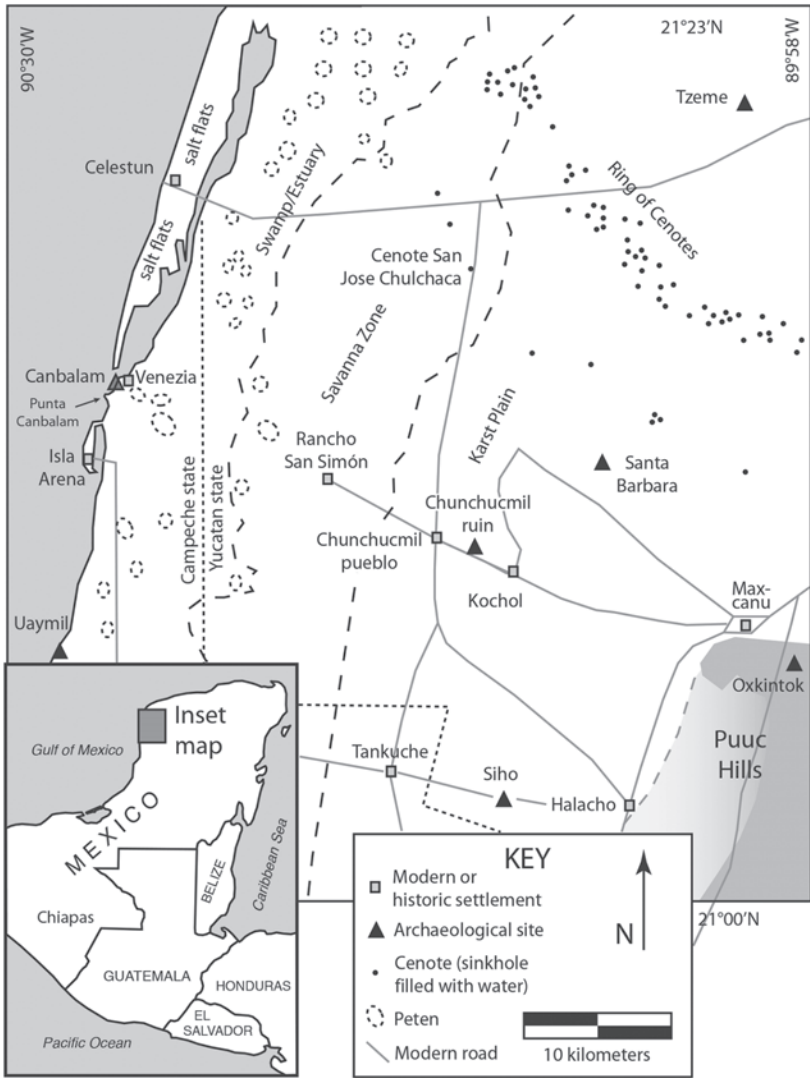 90°30'W
21°23'N
89°58'W
Tzeme
salt flats
Celestun
Swamp/Estuary
Ring of Cenotes
salt flats
Cenote San
Jose Chulchaca
Savanna Zone
Canbalam
Venezia
Punta
Canbalam
Karst Plain
Isla
Arena
Rancho
San Simón
Santa
Barbara
Campeche state
Yucatan state
Chunchucmil
ruin
Chunchucmil
pueblo
Kochol
Max-
canu
Uaymil
Oxkintok
Puuc
Hills
Tankuche
Siho
Halacho
21°00'N
Inset
map
Gulf of Mexico
MEXICO
BELIZE
Caribbean Sea
Chiapas
GUATEMALA
HONDURAS
EL
SALVADOR
Pacific Ocean
KEY
Modern or
historic settlement
Archaeological site
N
Cenote (sinkhole
filled with water)
Peten
Modern road
10 kilometers